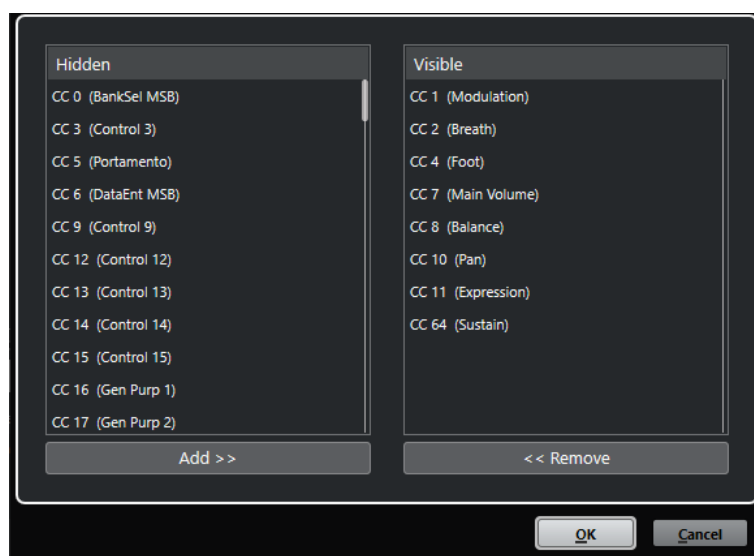 Hidden
CC 0 (BankSel MSB)
CC 3 (Control 3)
CC 5 (Portamento)
CC 6 (DataEnt MSB)
CC 9 (Control 9)
CC 12 (Control 12)
CC 13 (Control 13)
CC 14 (Control 14)
CC 15 (Control 15)
CC 16 (Gen Purp 1)
CC 17 (Gen Purp 2)
Add >>
Visible
CC 1 (Modulation)
CC 2 (Breath)
CC 4 (Foot)
CC 7 (Main Volume)
CC 8 (Balance)
CC 10 (Pan)
CC 11 (Expression)
CC 64 (Sustain)
<< Remove
OK
Cancel